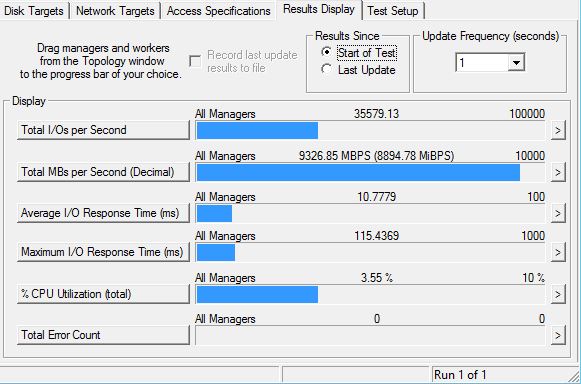 Disk Targets Network Targets Access Specifications Results Display Test Setup
Drag managers and workers
from the Topology window
to the progress bar of your choice.
Record last update
results to file
Results Since
Start of Test
Last Update
Update Frequency (seconds)
1
Display
All Managers 35579.13 100000
Total I/Os per Second >
All Managers 9326.85 MBPS (8894.78 MiBPS) 10000
Total MBs per Second (Decimal) >
All Managers 10.7779 100
Average I/O Response Time (ms) >
All Managers 115.4369 1000
Maximum I/O Response Time (ms) >
All Managers 3.55 % 10 %
% CPU Utilization (total) >
All Managers 0 0
Total Error Count >
Run 1 of 1